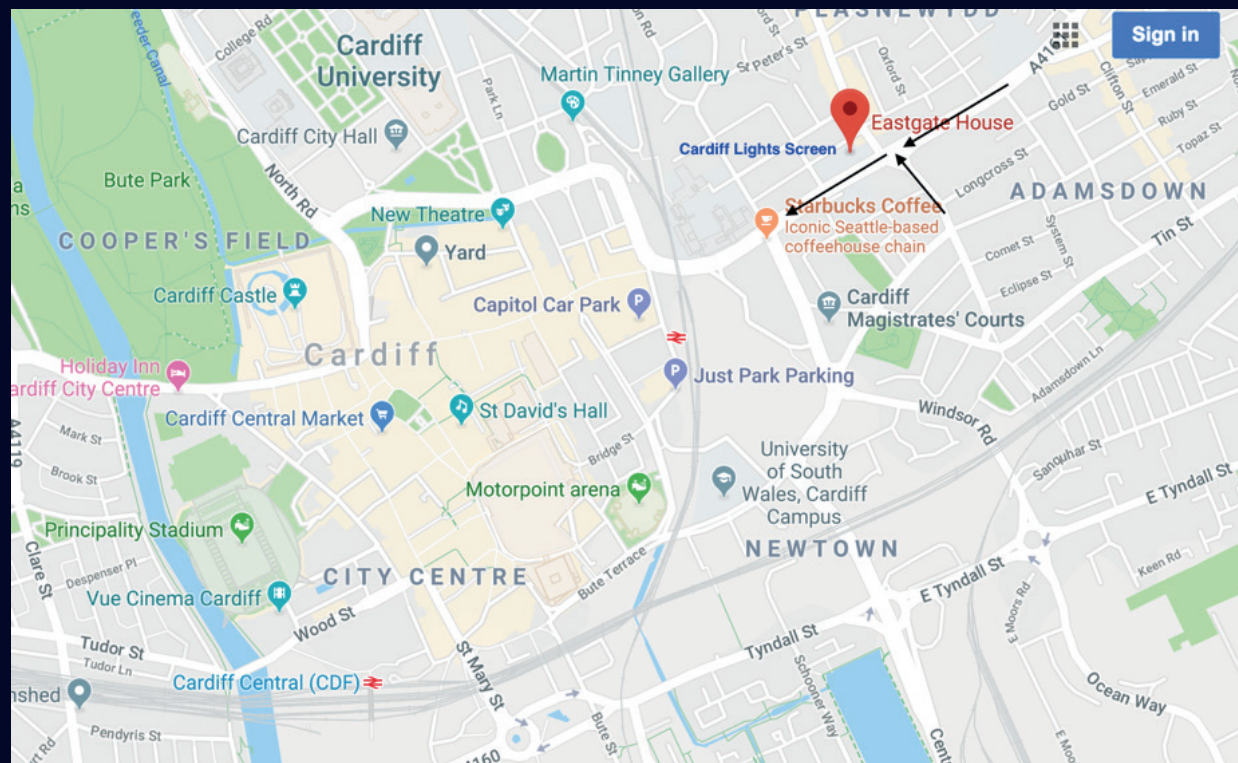 PLASNEWYDD
Sign in
College Rd
eeder Canal
Cardiff
University
Martin Tinney Gallery
St Peter's St
Oxford St
Clifton St
Emerald St
Gold St
Ruby St
Topaz St
Park Ln
Cardiff City Hall
Eastgate House
Cardiff Lights Screen
Longcross St
ADAMSDOWN
Bute Park
North Rd
New Theatre
Starbucks Coffee
Iconic Seattle-based
coffeehouse chain
COOPER'S FIELD
Yard
System St
Comet St
Tin St
Eclipse St
Cardiff Castle
Capitol Car Park
Cardiff
Magistrates' Courts
Cardiff
Holiday Inn
ardiff City Centre
Just Park Parking
Adamsdown Ln
Cardiff Central Market
St David's Hall
Windsor Rd
A4119
Mark St
Brook St
Bridge St
University
of South
Wales, Cardiff
Campus
Sanquhar St
E Tyndall St
Motorpoint arena
Principality Stadium
NEWTOWN
Clare St
Despenser Pl
CITY CENTRE
Bute Terrace
Keen Rd
E Tyndall St
Vue Cinema Cardiff
Wood St
E Moors Rd
Tudor St
Tudor Ln
Tyndall St
St Mary St
Cardiff Central (CDF)
Schooner Way
Ocean Way
nshed
Pendyris St
Bute St
A4160
Cent
E Moo
rt Rd